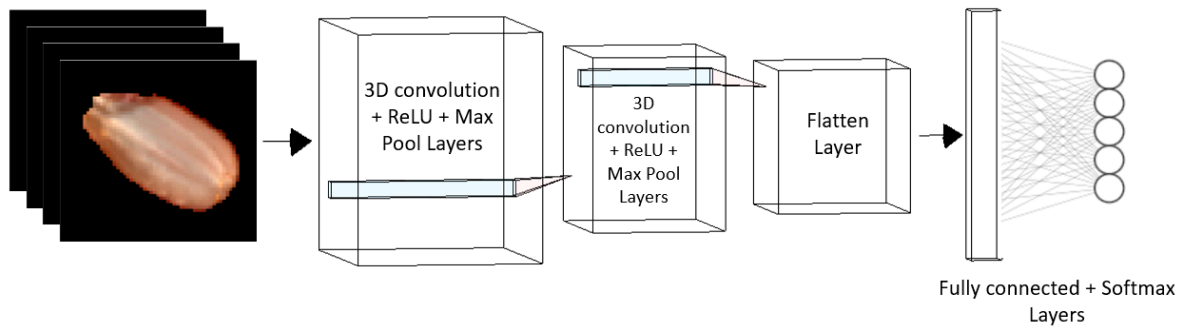 3D convolution
+ ReLU + Max
Pool Layers
3D
convolution
+ ReLU +
Max Pool
Layers
Flatten
Layer
Fully connected + Softmax
Layers